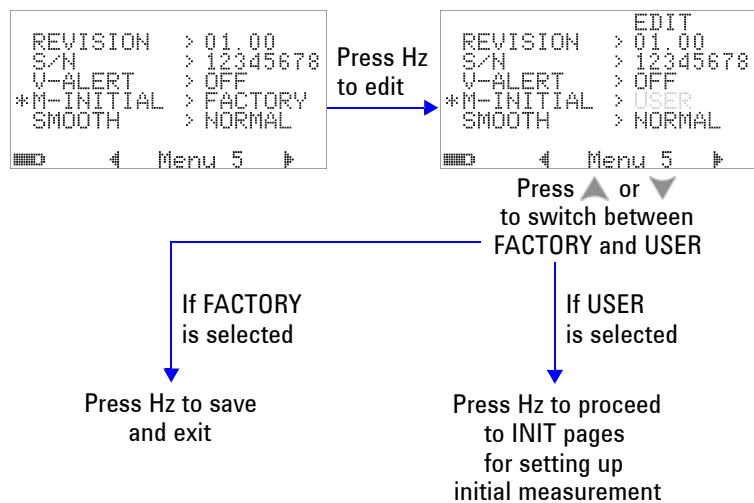 REVISION > 01.00
S/N > 12345678
V-ALERT > OFF
*M-INITIAL > FACTORY
SMOOTH > NORMAL
Menu 5
Press Hz
to edit
EDIT
REVISION > 01.00
S/N > 12345678
V-ALERT > OFF
*M-INITIAL > USER
SMOOTH > NORMAL
Menu 5
Press or
to switch between
FACTORY and USER
If FACTORY
is selected
If USER
is selected
Press Hz to save
and exit
Press Hz to proceed
to INIT pages
for setting up
initial measurement